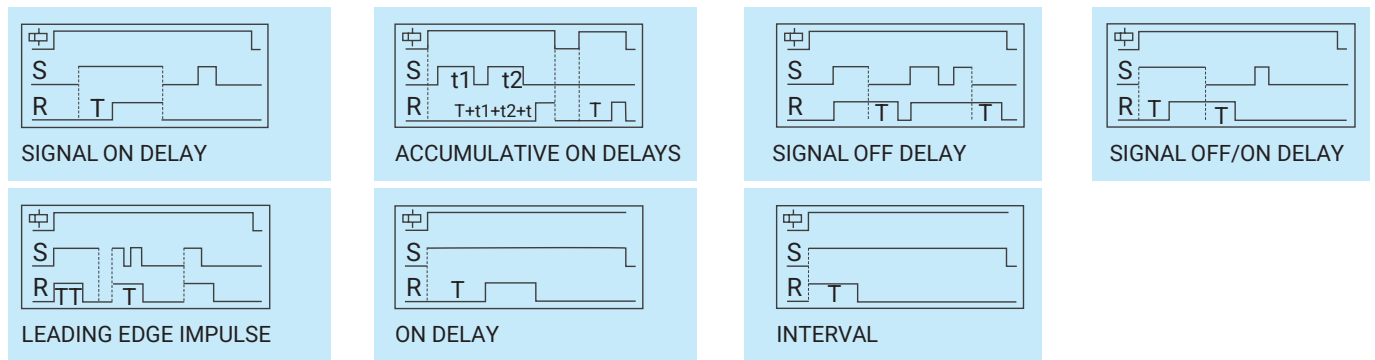 S
R
T
SIGNAL ON DELAY
S
t1
t2
R
T+t1+t2+t
T
ACCUMULATIVE ON DELAYS
S
R
T
T
SIGNAL OFF DELAY
S
R
T
T
SIGNAL OFF/ON DELAY
S
R
TT
T
LEADING EDGE IMPULSE
S
R
T
ON DELAY
S
R
T
INTERVAL